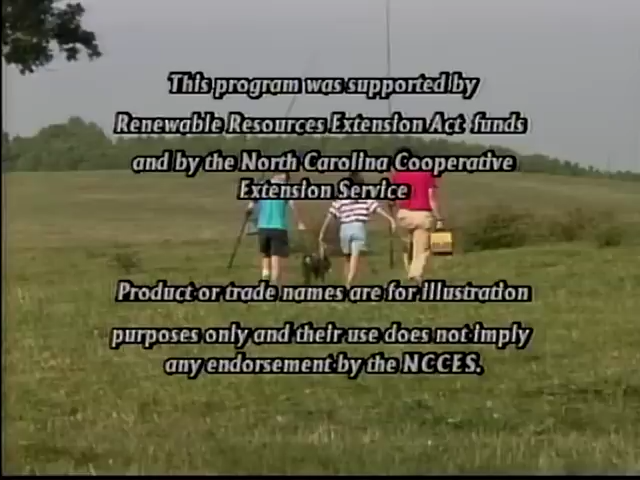 This program was supported by
Renewable Resources Extension Act funds
and by the North Carolina Cooperative
Extension Service
Product or trade names are for illustration
purposes only and their use does not imply
any endorsement by the NCCES.